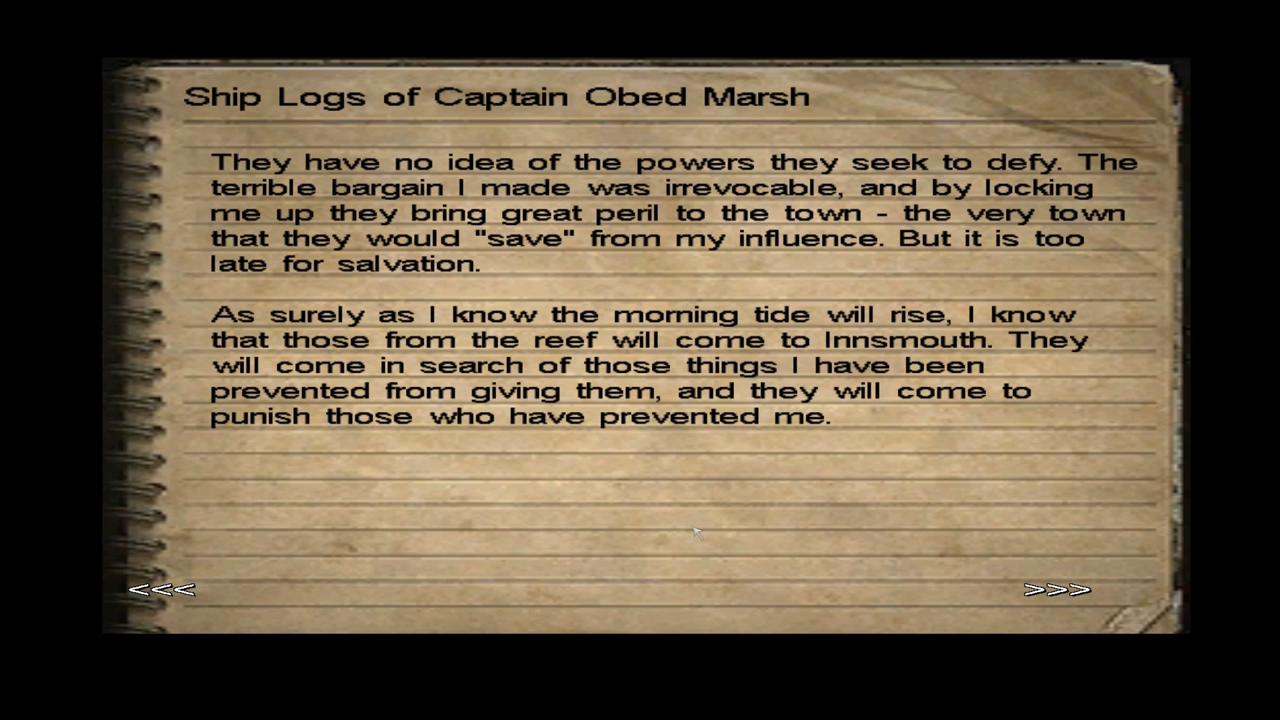 Ship Logs of Captain Obed Marsh
They have no idea of the powers they seek to defy. The
terrible bargain I made was irrevocable, and by locking
me up they bring great peril to the town - the very town
that they would "save" from my influence. But it is too
late for salvation.
As surely as I know the morning tide will rise, I know
that those from the reef will come to Innsmouth. They
will come in search of those things I have been
prevented from giving them, and they will come to
punish those who have prevented me.
<<< >>>